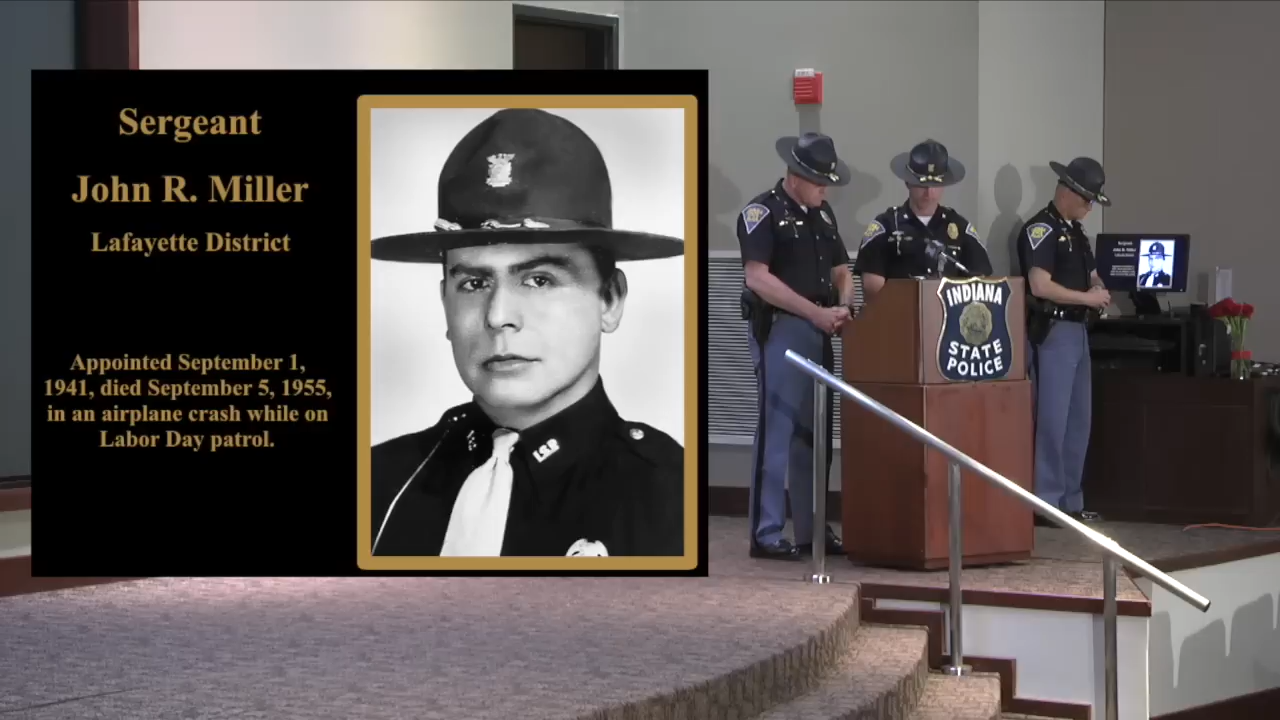 Sergeant
John R. Miller
Lafayette District
Appointed September 1,
1941, died September 5, 1955,
in an airplane crash while on
Labor Day patrol.
INDIANA
STATE
POLICE